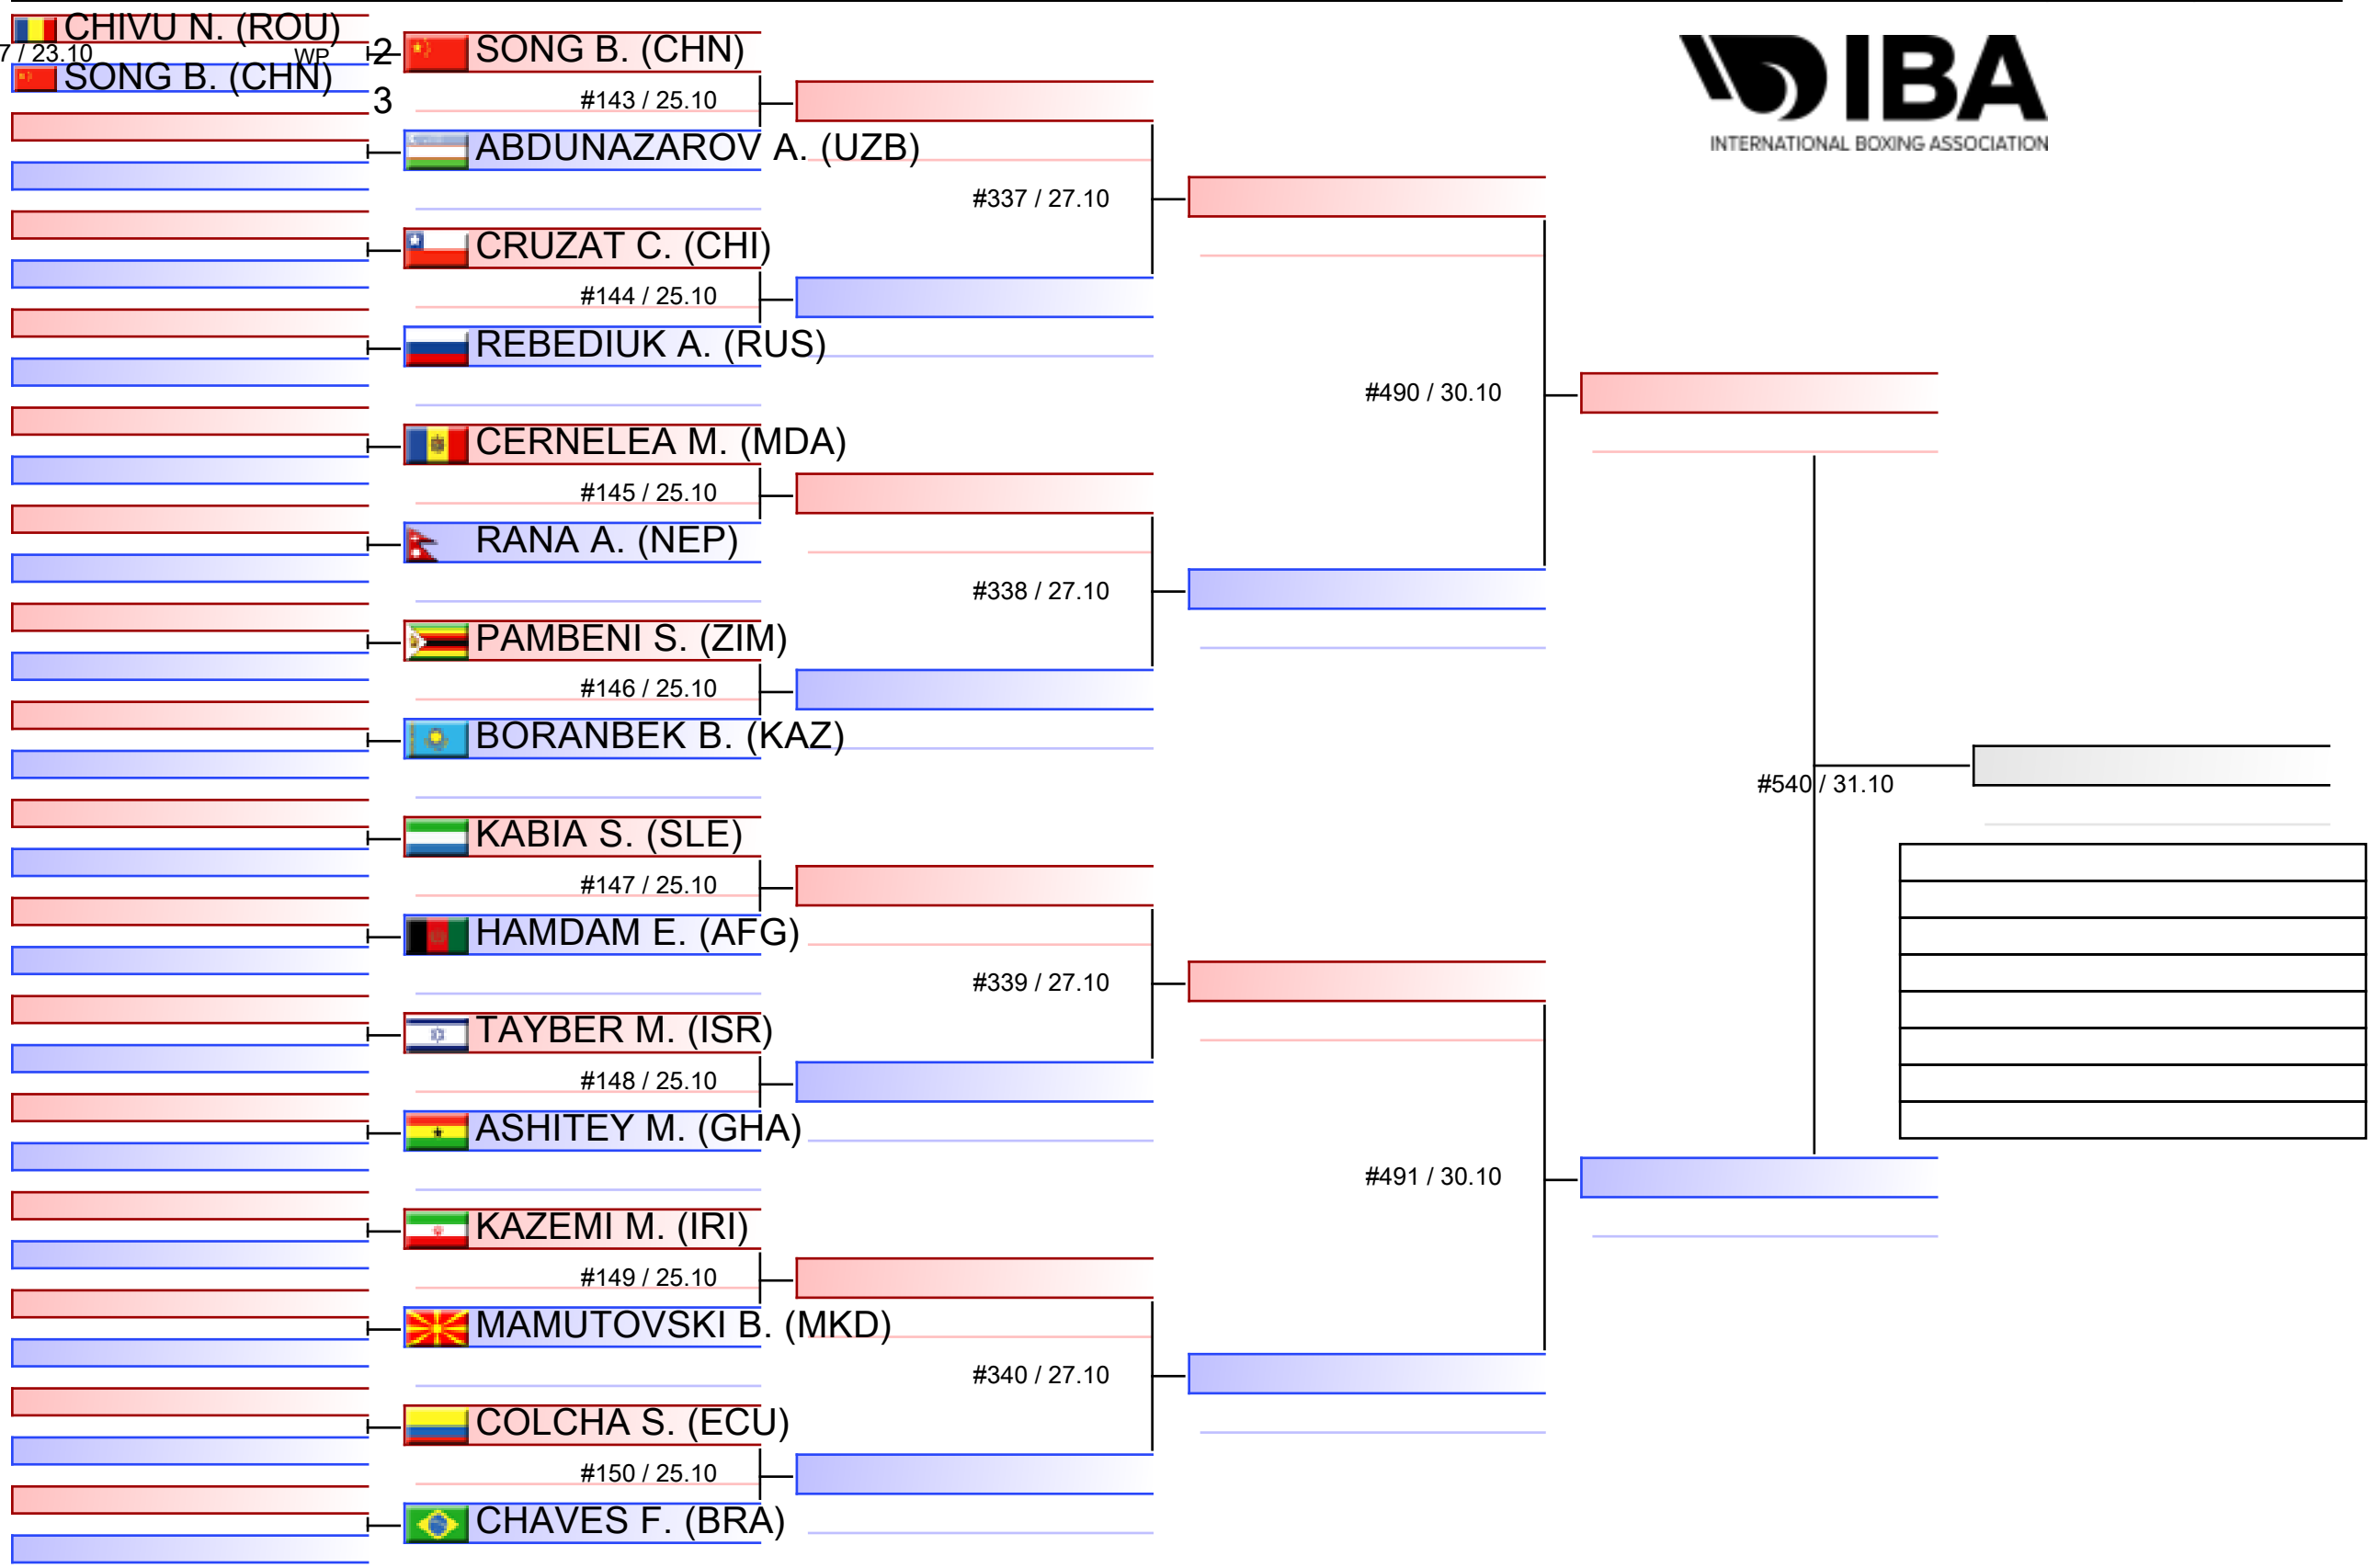 CHIVU N. (ROU)
7 / 23.10 WP 2
SONG B. (CHN)
3
SONG B. (CHN)
#143 / 25.10
ABDUNAZAROV A. (UZB)
#337 / 27.10
CRUZAT C. (CHI)
#144 / 25.10
REBEDIUK A. (RUS)
#490 / 30.10
CERNELEA M. (MDA)
#145 / 25.10
RANA A. (NEP)
#338 / 27.10
PAMBENI S. (ZIM)
#146 / 25.10
BORANBEK B. (KAZ)
#540 / 31.10
KABIA S. (SLE)
#147 / 25.10
HAMDAM E. (AFG)
#339 / 27.10
TAYBER M. (ISR)
#148 / 25.10
ASHITEY M. (GHA)
#491 / 30.10
KAZEMI M. (IRI)
#149 / 25.10
MAMUTOVSKI B. (MKD)
#340 / 27.10
COLCHA S. (ECU)
#150 / 25.10
CHAVES F. (BRA)
IBA
INTERNATIONAL BOXING ASSOCIATION